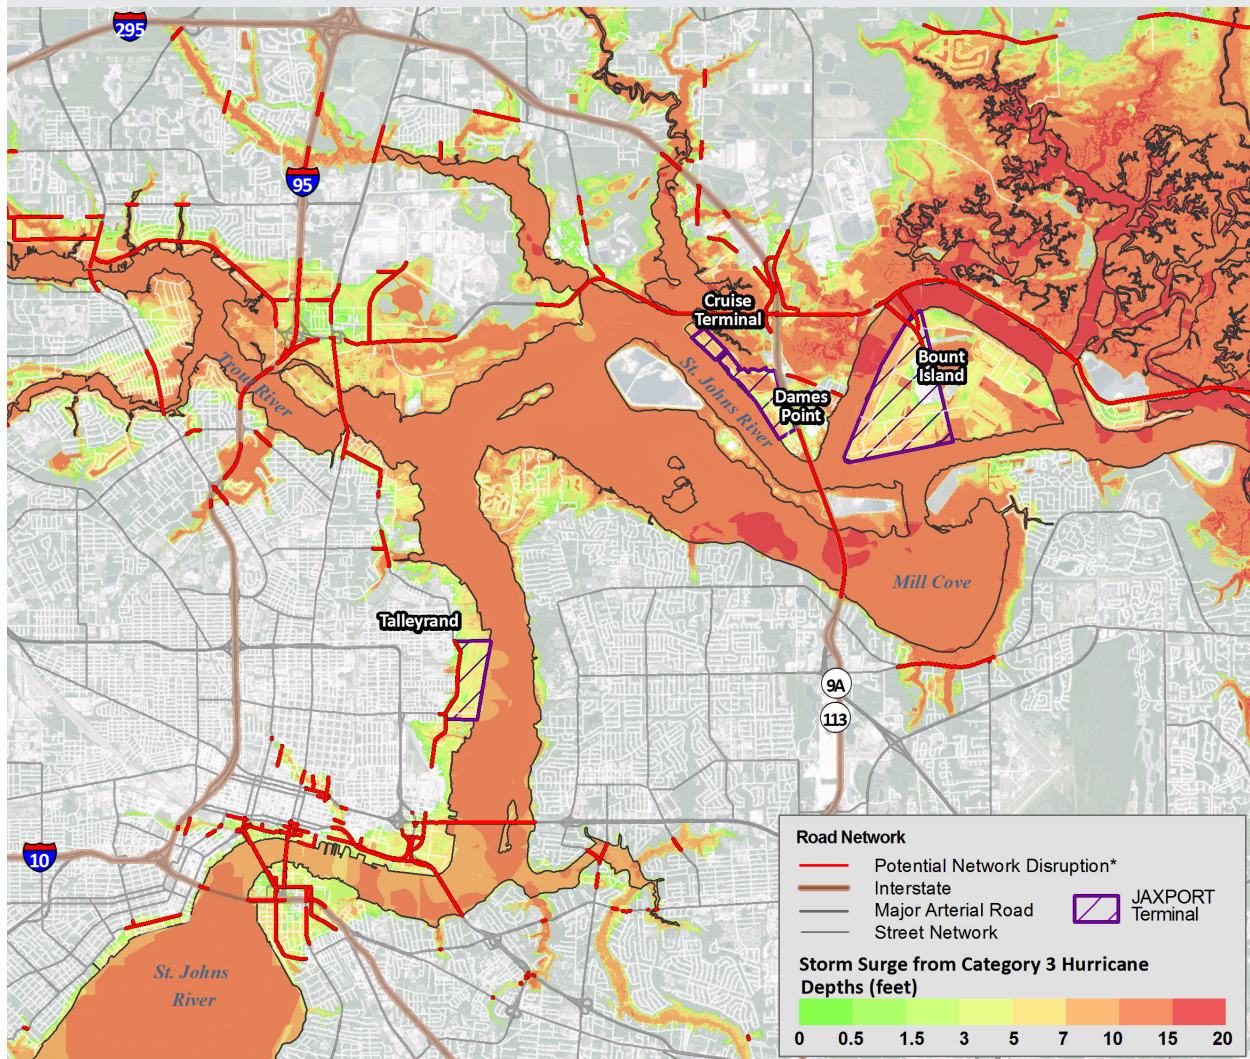 295
95
Cruise
Terminal
Bount
Island
Trout
River
St. Johns
River
Dames
Point
Mill Cove
Talleyrand
9A
113
10
St. Johns
River
Road Network
Potential Network Disruption*
Interstate
Major Arterial Road
Street Network
JAXPORT
Terminal
Storm Surge from Category 3 Hurricane
Depths (feet)
0 0.5 1.5 3 5 7 10 15 20